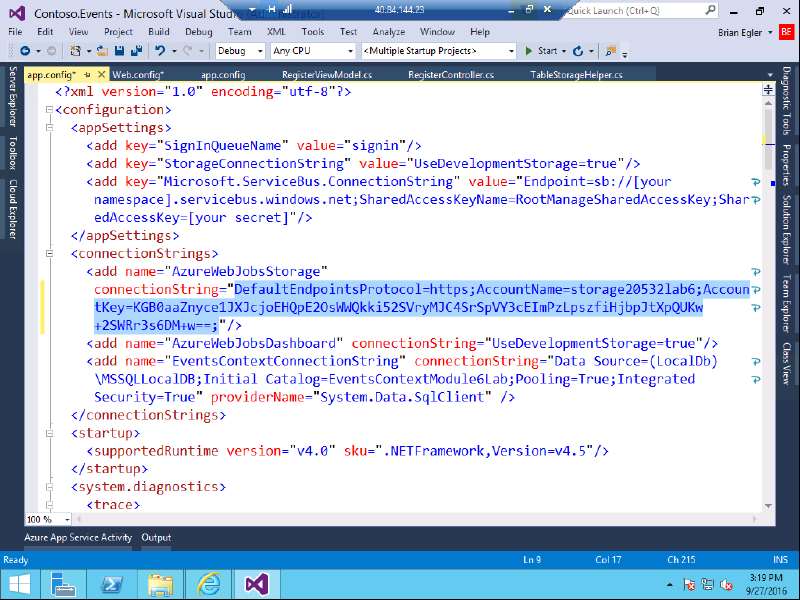 Contoso.Events - Microsoft Visual Studio
40.84.144.23
Quick Launch (Ctrl+Q)
File Edit View Project Build Debug Team XML Tools Test Analyze Window Help
Brian Egler
BE
Debug Any CPU <Multiple Startup Projects> Start
app.config* Web.config* app.config RegisterViewModel.cs RegisterController.cs TableStorageHelper.cs
Server Explorer
Toolbox
Cloud Explorer
<?xml version="1.0" encoding="utf-8"?>
<configuration>
<appSettings>
<add key="SignInQueueName" value="signin"/>
<add key="StorageConnectionString" value="UseDevelopmentStorage=true"/>
<add key="Microsoft.ServiceBus.ConnectionString" value="Endpoint=sb://[your
namespace].servicebus.windows.net;SharedAccessKeyName=RootManageSharedAccessKey;Shar
edAccessKey=[your secret]"/>
</appSettings>
<connectionStrings>
<add name="AzureWebJobsStorage"
connectionString="DefaultEndpointsProtocol=https;AccountName=storage20532lab6;Accoun
+2SWRr3s6DM+w==;"/>
<add name="AzureWebJobsDashboard" connectionString="UseDevelopmentStorage=true"/>
<add name="EventsContextConnectionString" connectionString="Data Source=(LocalDb)
\MSSQLLocalDB;Initial Catalog=EventsContextModule6Lab;Pooling=True;Integrated
Security=True" providerName="System.Data.SqlClient" />
</connectionStrings>
<startup>
<supportedRuntime version="v4.0" sku=".NETFramework,Version=v4.5"/>
</startup>
<system.diagnostics>
<trace>
Diagnostic Tools
Properties
Solution Explorer
Team Explorer
Class View
100 %
Azure App Service Activity Output
Ready Ln 9 Col 17 Ch 215 INS
3:19 PM
9/27/2016